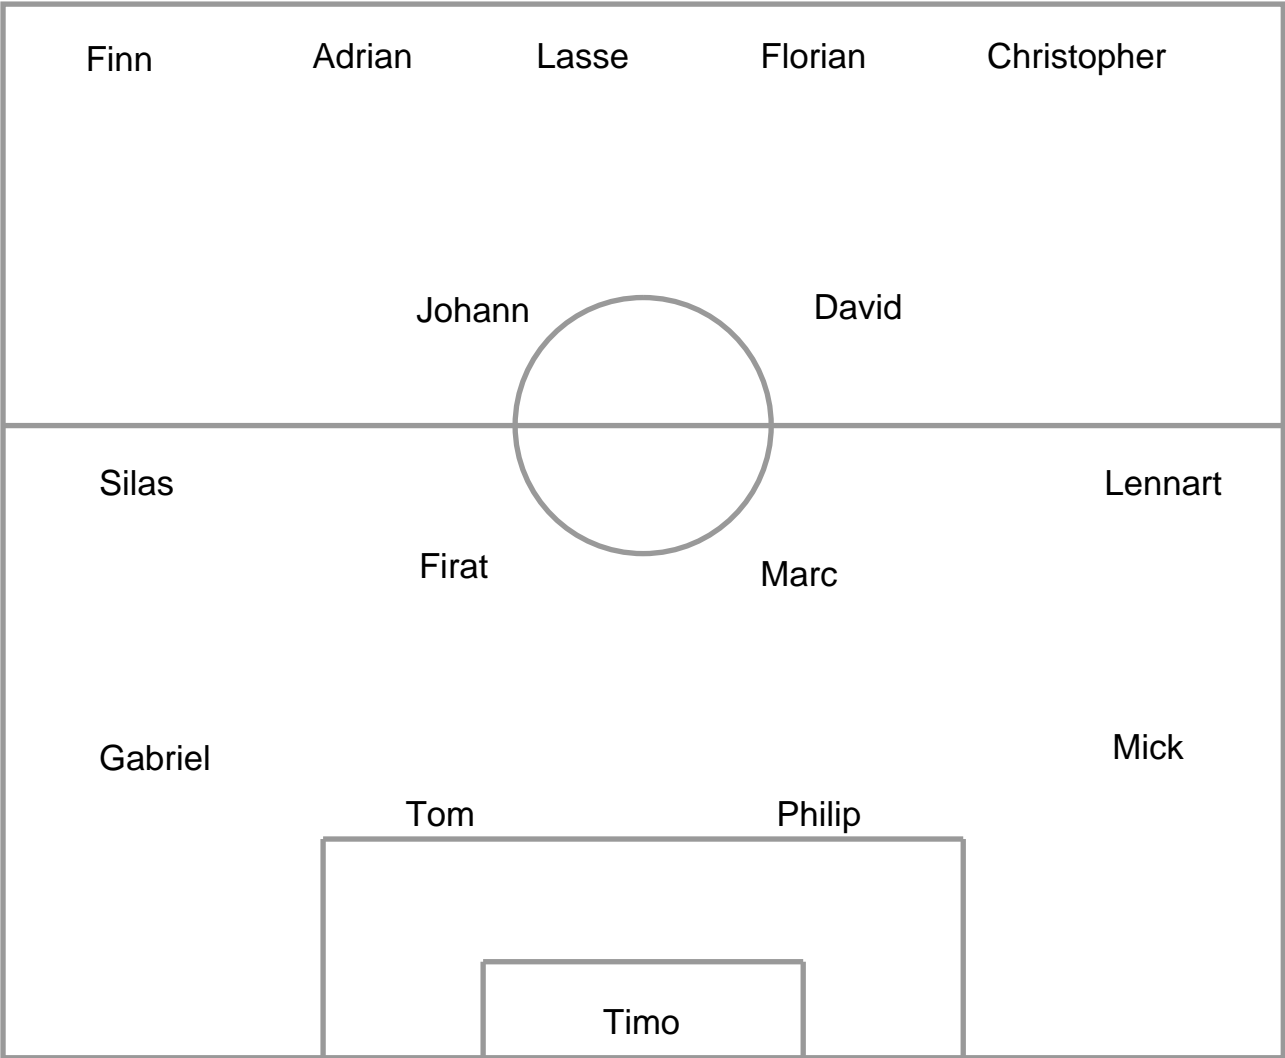 Finn Adrian Lasse Florian Christopher
Johann David
Silas Lennart
Firat Marc
Gabriel Mick
Tom Philip
Timo